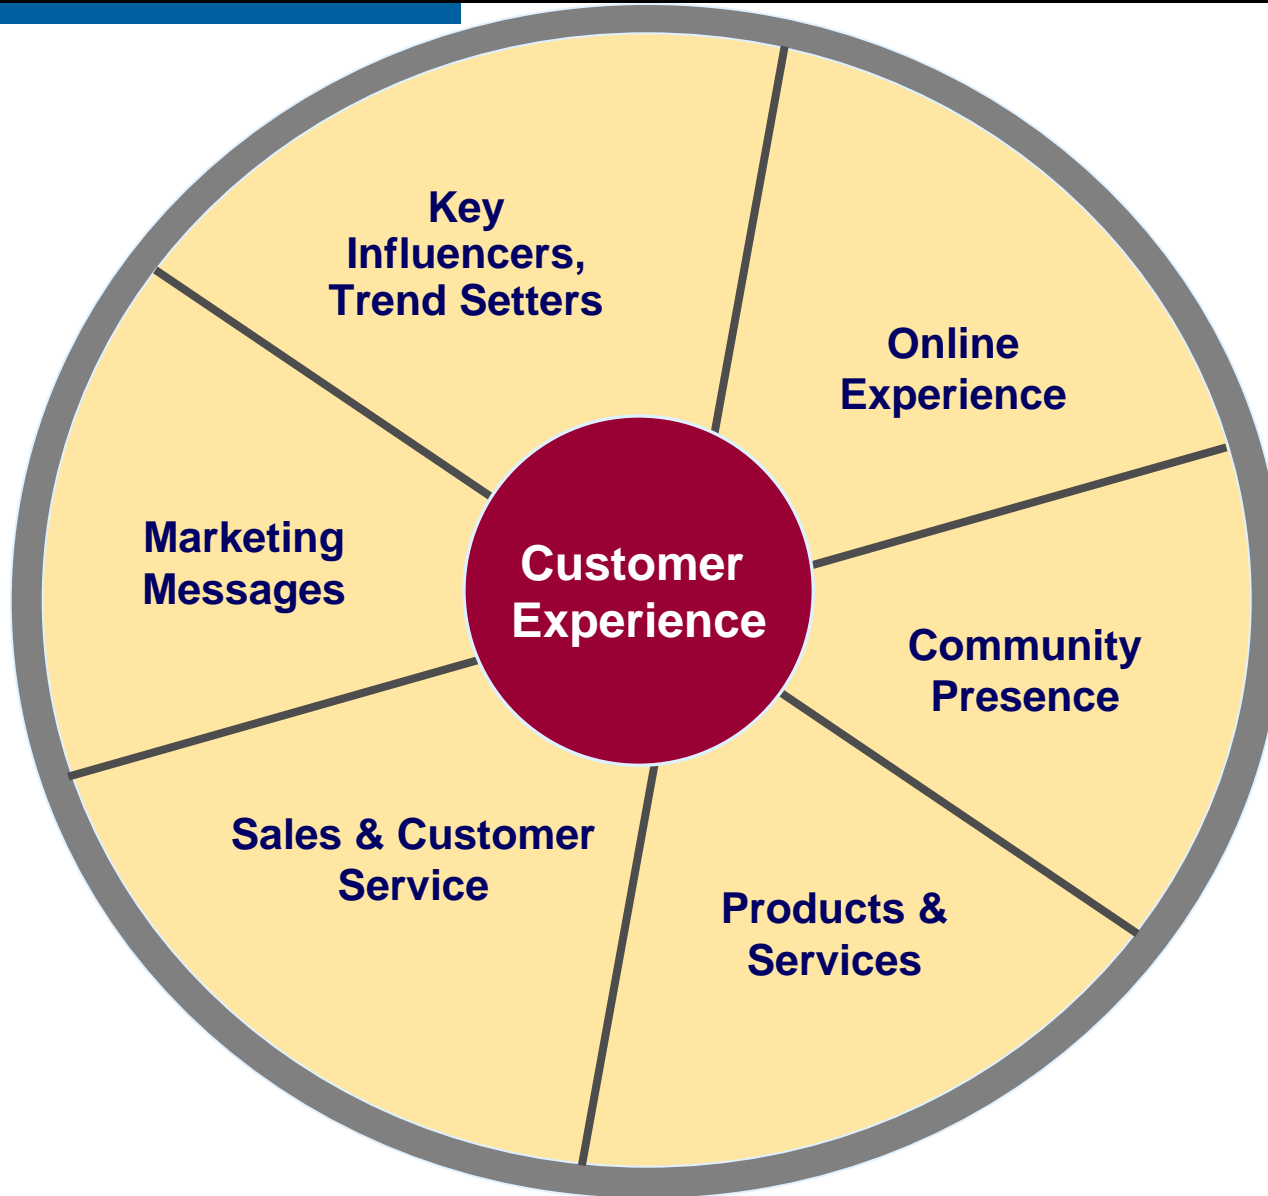 Key
Influencers,
Trend Setters
Online
Experience
Marketing
Messages
Customer
Experience
Community
Presence
Sales & Customer
Service
Products &
Services